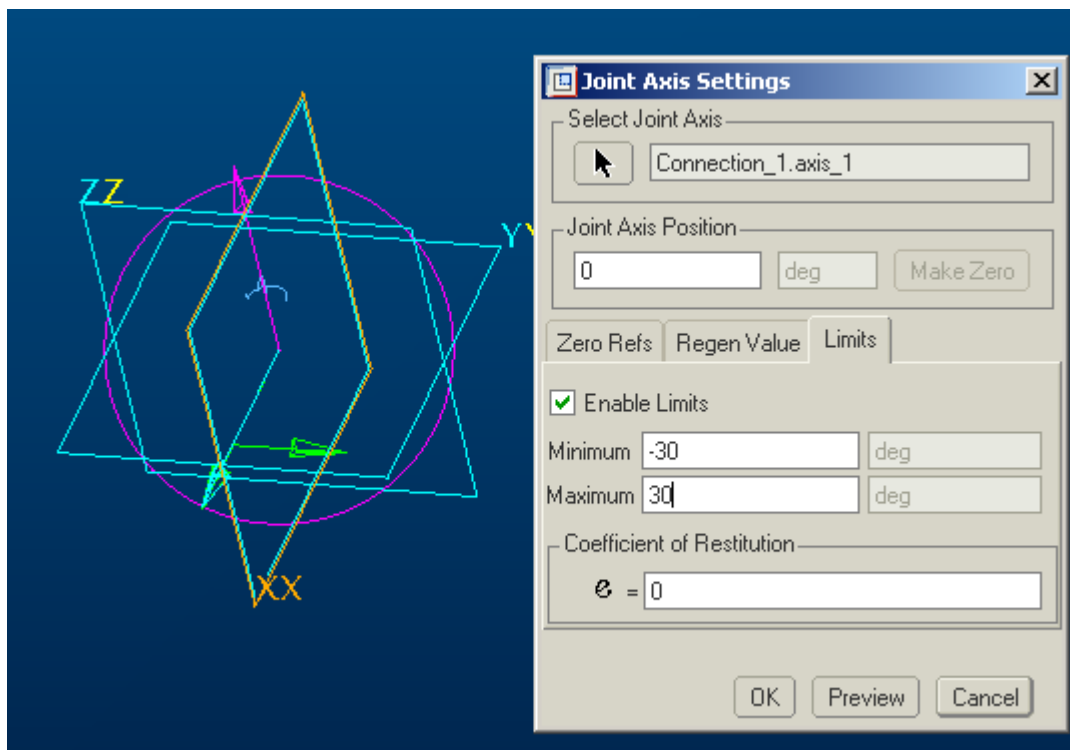 Joint Axis Settings
Select Joint Axis
Connection_1.axis_1
Joint Axis Position
0 deg Make Zero
Zero Refs Regen Value Limits
Enable Limits
Minimum -30 deg
Maximum 30 deg
Coefficient of Restitution
e = 0
OK Preview Cancel
ZZ
YY
XX